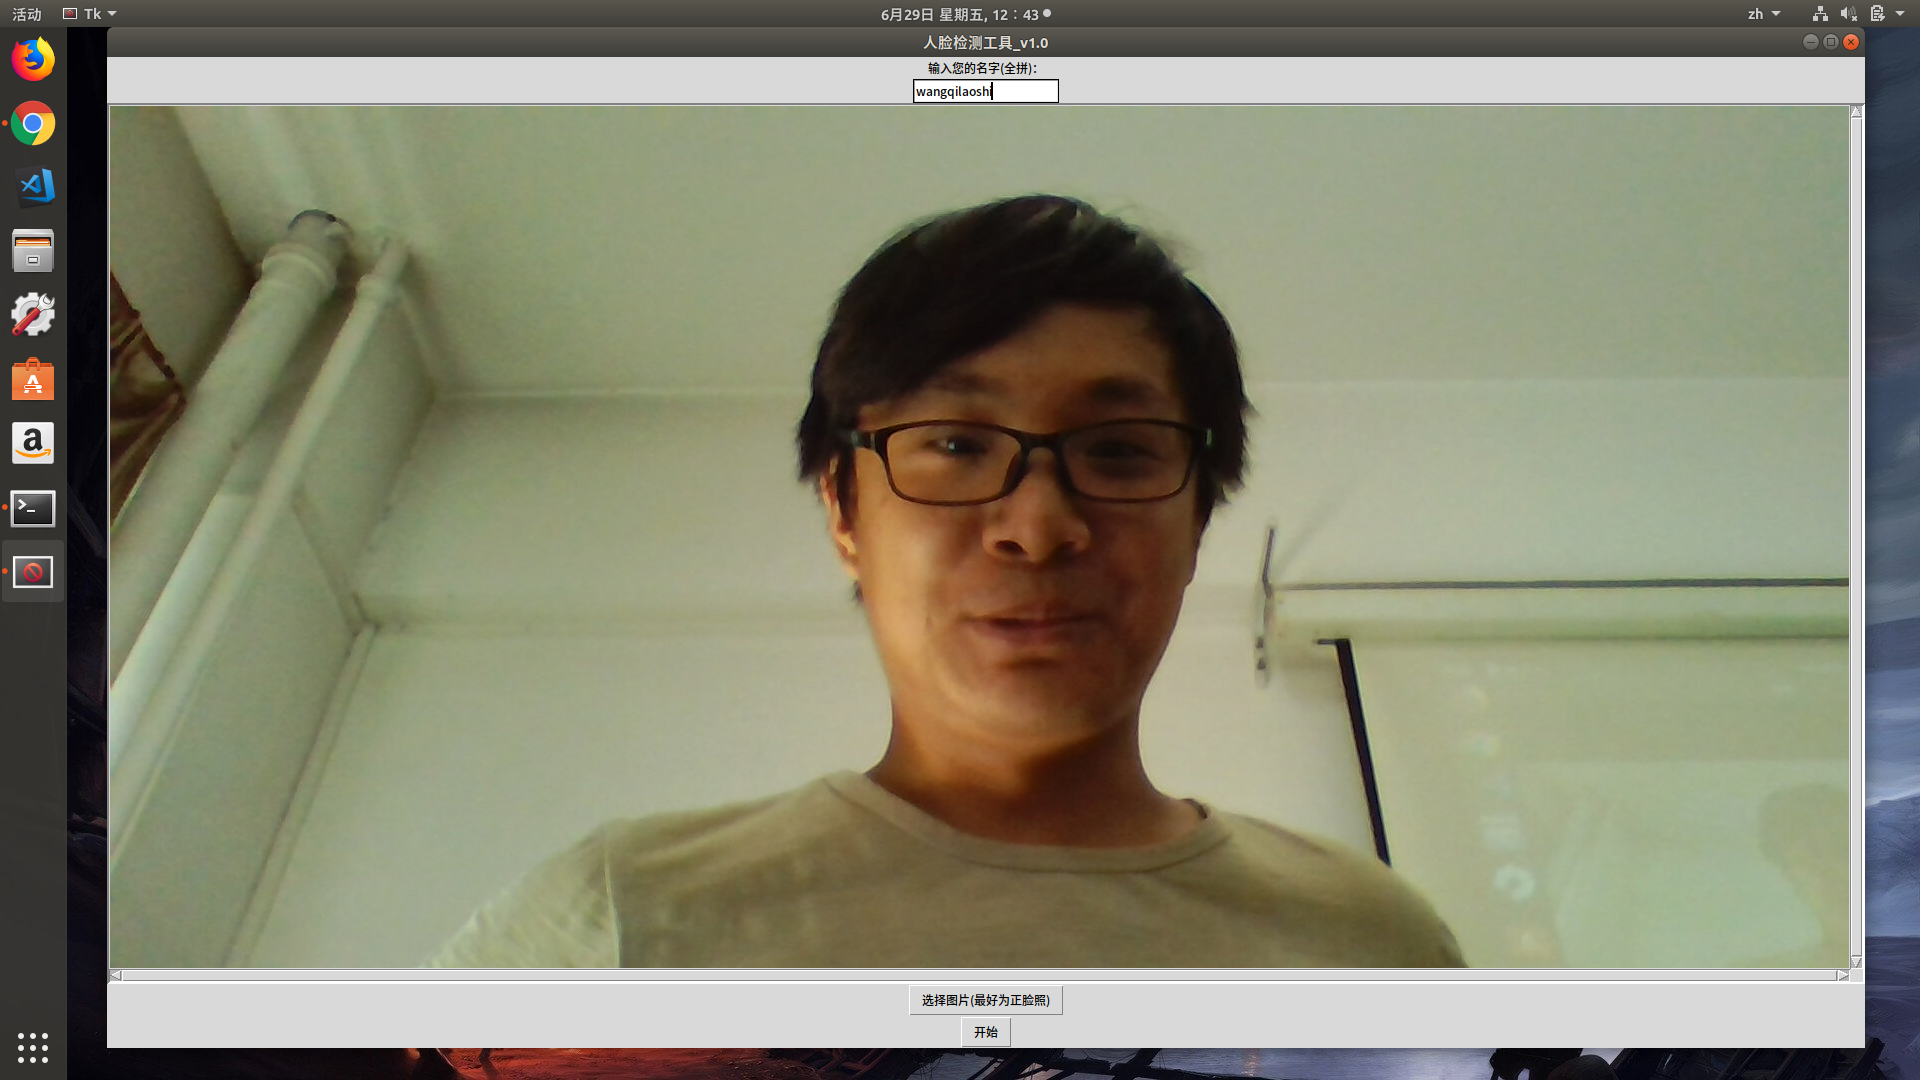 活动
Tk
6月29日 星期五, 12：43
zh
人脸检测工具_v1.0
输入您的名字(全拼):
wangqilaoshi
选择图片(最好为正脸照)
开始